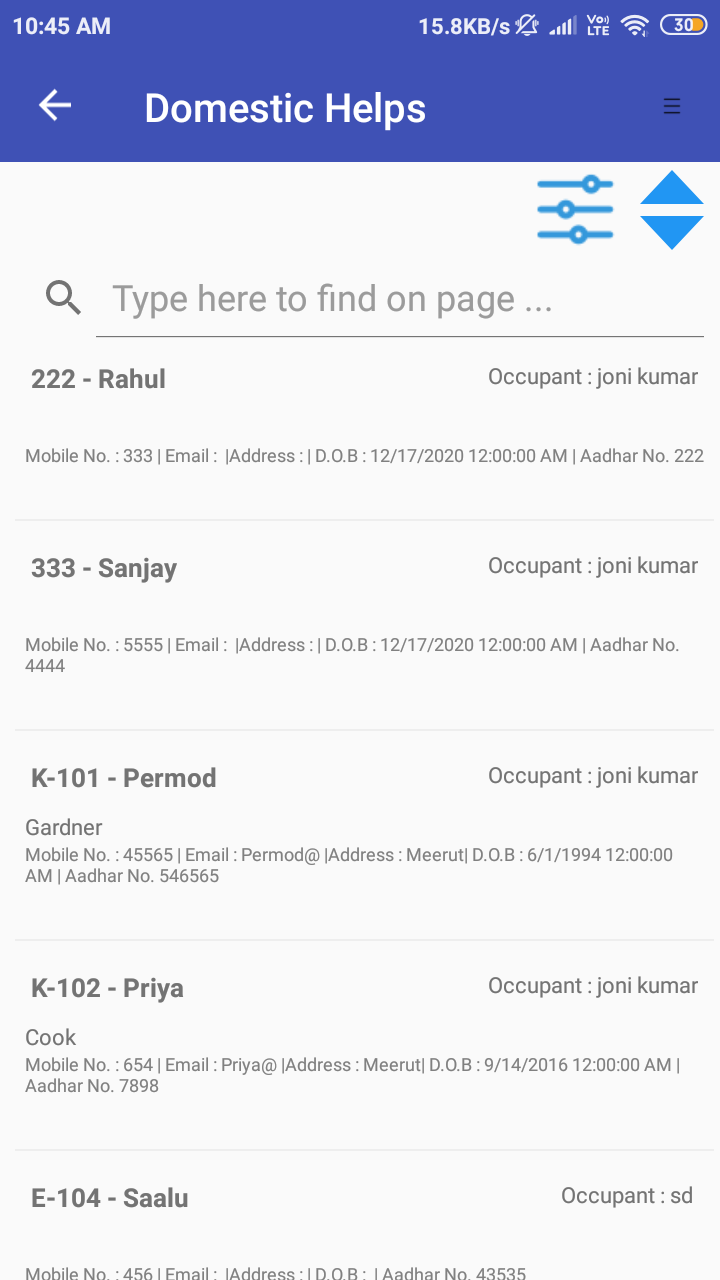 10:45 AM 15.8KB/s Vo) LTE 30
Domestic Helps
Type here to find on page ...
222 - Rahul Occupant : joni kumar
Mobile No. : 333 | Email :  |Address : | D.O.B : 12/17/2020 12:00:00 AM | Aadhar No. 222
333 - Sanjay Occupant : joni kumar
Mobile No. : 5555 | Email :  |Address : | D.O.B : 12/17/2020 12:00:00 AM | Aadhar No.
4444
K-101 - Permod Occupant : joni kumar
Gardner
Mobile No. : 45565 | Email : Permod@ |Address : Meerut| D.O.B : 6/1/1994 12:00:00
AM | Aadhar No. 546565
K-102 - Priya Occupant : joni kumar
Cook
Mobile No. : 654 | Email : Priya@ |Address : Meerut| D.O.B : 9/14/2016 12:00:00 AM |
Aadhar No. 7898
E-104 - Saalu Occupant : sd
Mobile No. : 456 | Email :  |Address : | D.O.B :  | Aadhar No. 43535